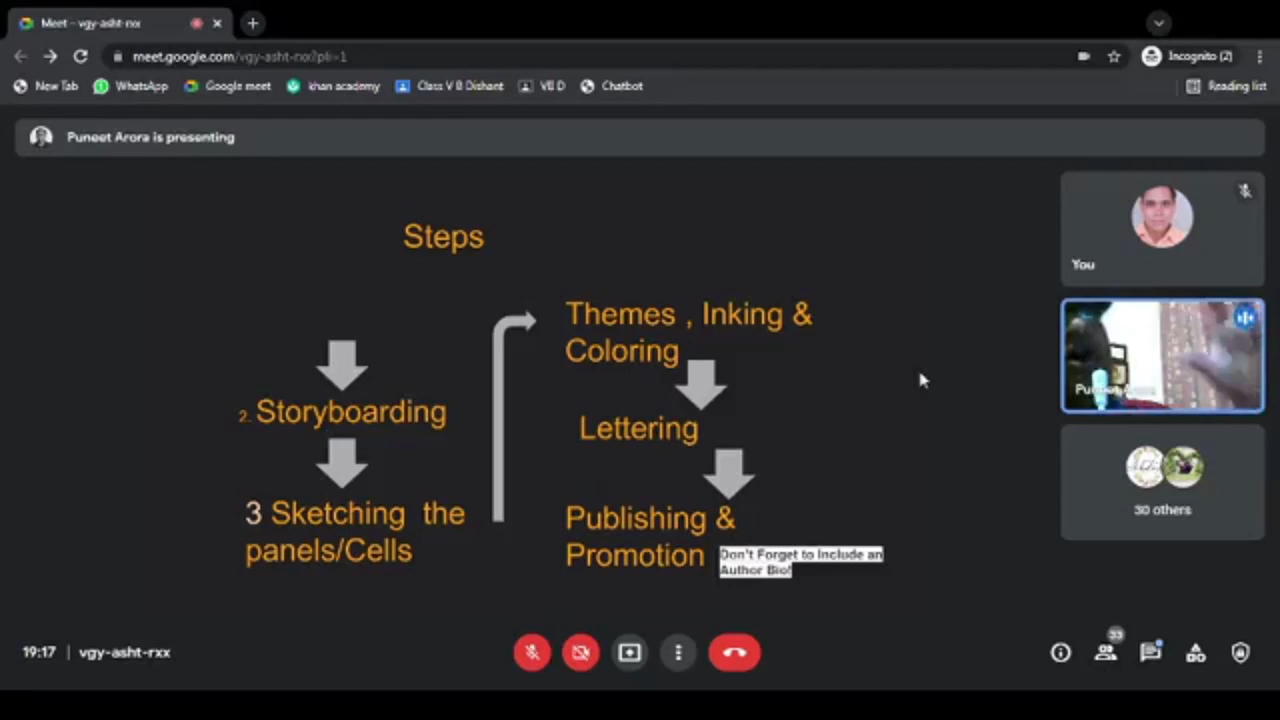 Meet - vgy-asht-rxx
meet.google.com/vgy-asht-rxx?pli=1
Incognito (2)
New Tab
WhatsApp
Google meet
khan academy
Class V B Dishant
Chatbot
Reading list
Puneet Arora is presenting
Steps
You
Themes , Inking &
Coloring
2. Storyboarding
Lettering
3 Sketching the
panels/Cells
Publishing &
Promotion
Don't Forget to Include an
Author Bio!
30 others
19:17 | vgy-asht-rxx
33